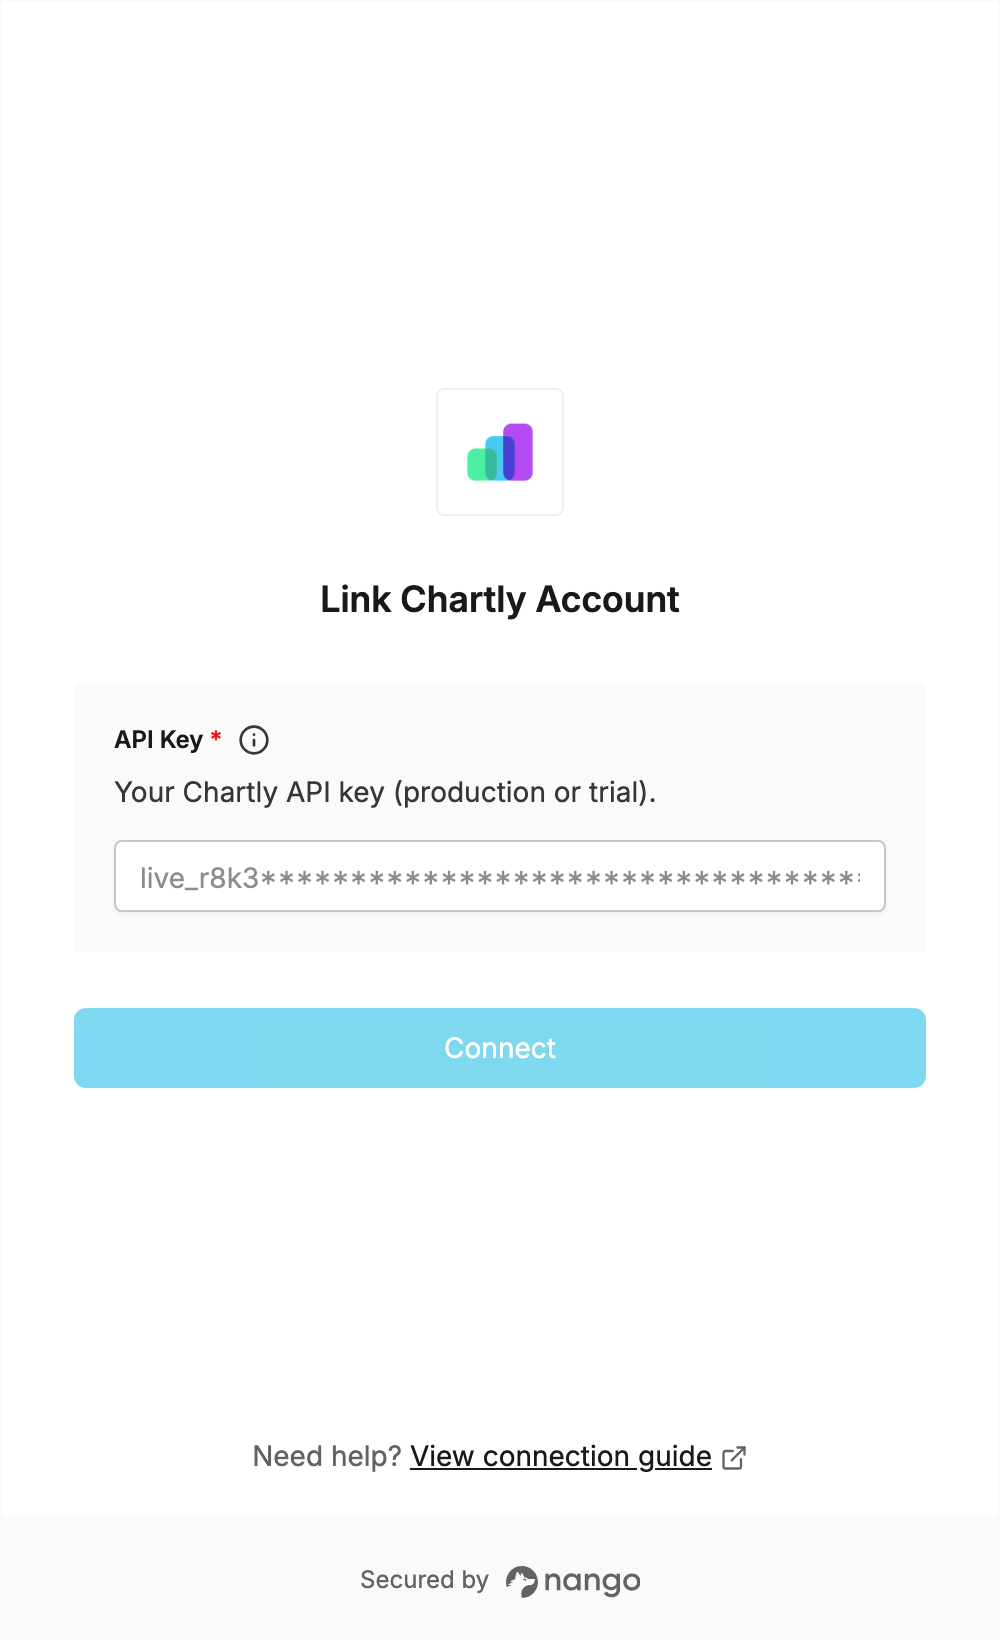 Link Chartly Account
API Key *
Your Chartly API key (production or trial).
live_r8k3*********************************
Connect
Need help? View connection guide
Secured by nango